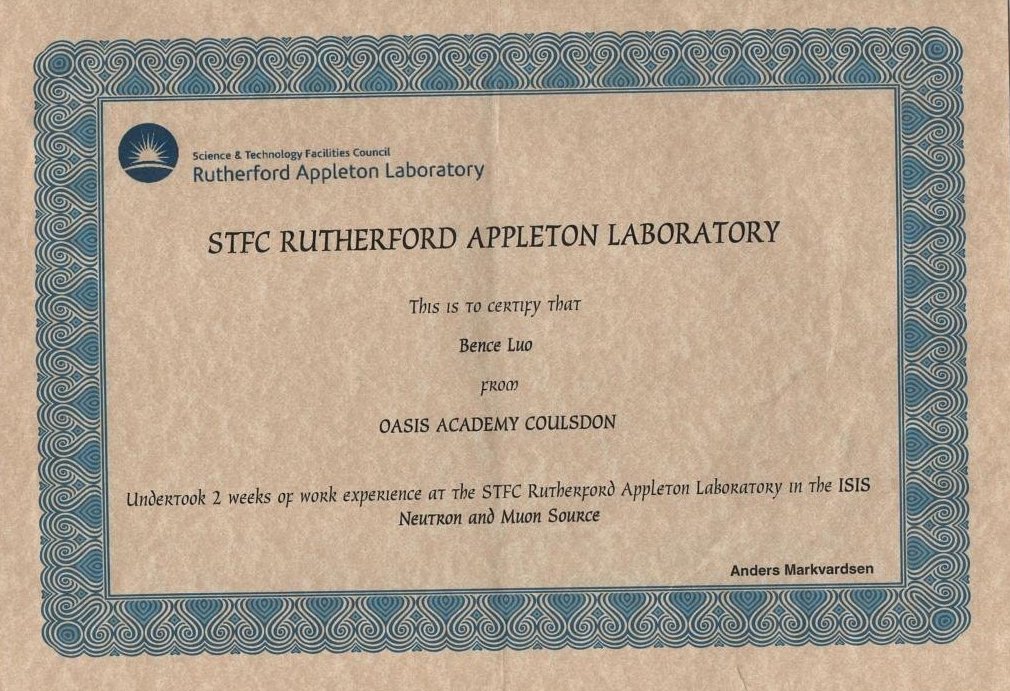 Science & Technology Facilities Council
Rutherford Appleton Laboratory
STFC RUTHERFORD APPLETON LABORATORY
This is to certify that
Bence Luo
from
OASIS ACADEMY COULSDON
Undertook 2 weeks of work experience at the STFC Rutherford Appleton Laboratory in the ISIS
Neutron and Muon Source
Anders Markvardsen